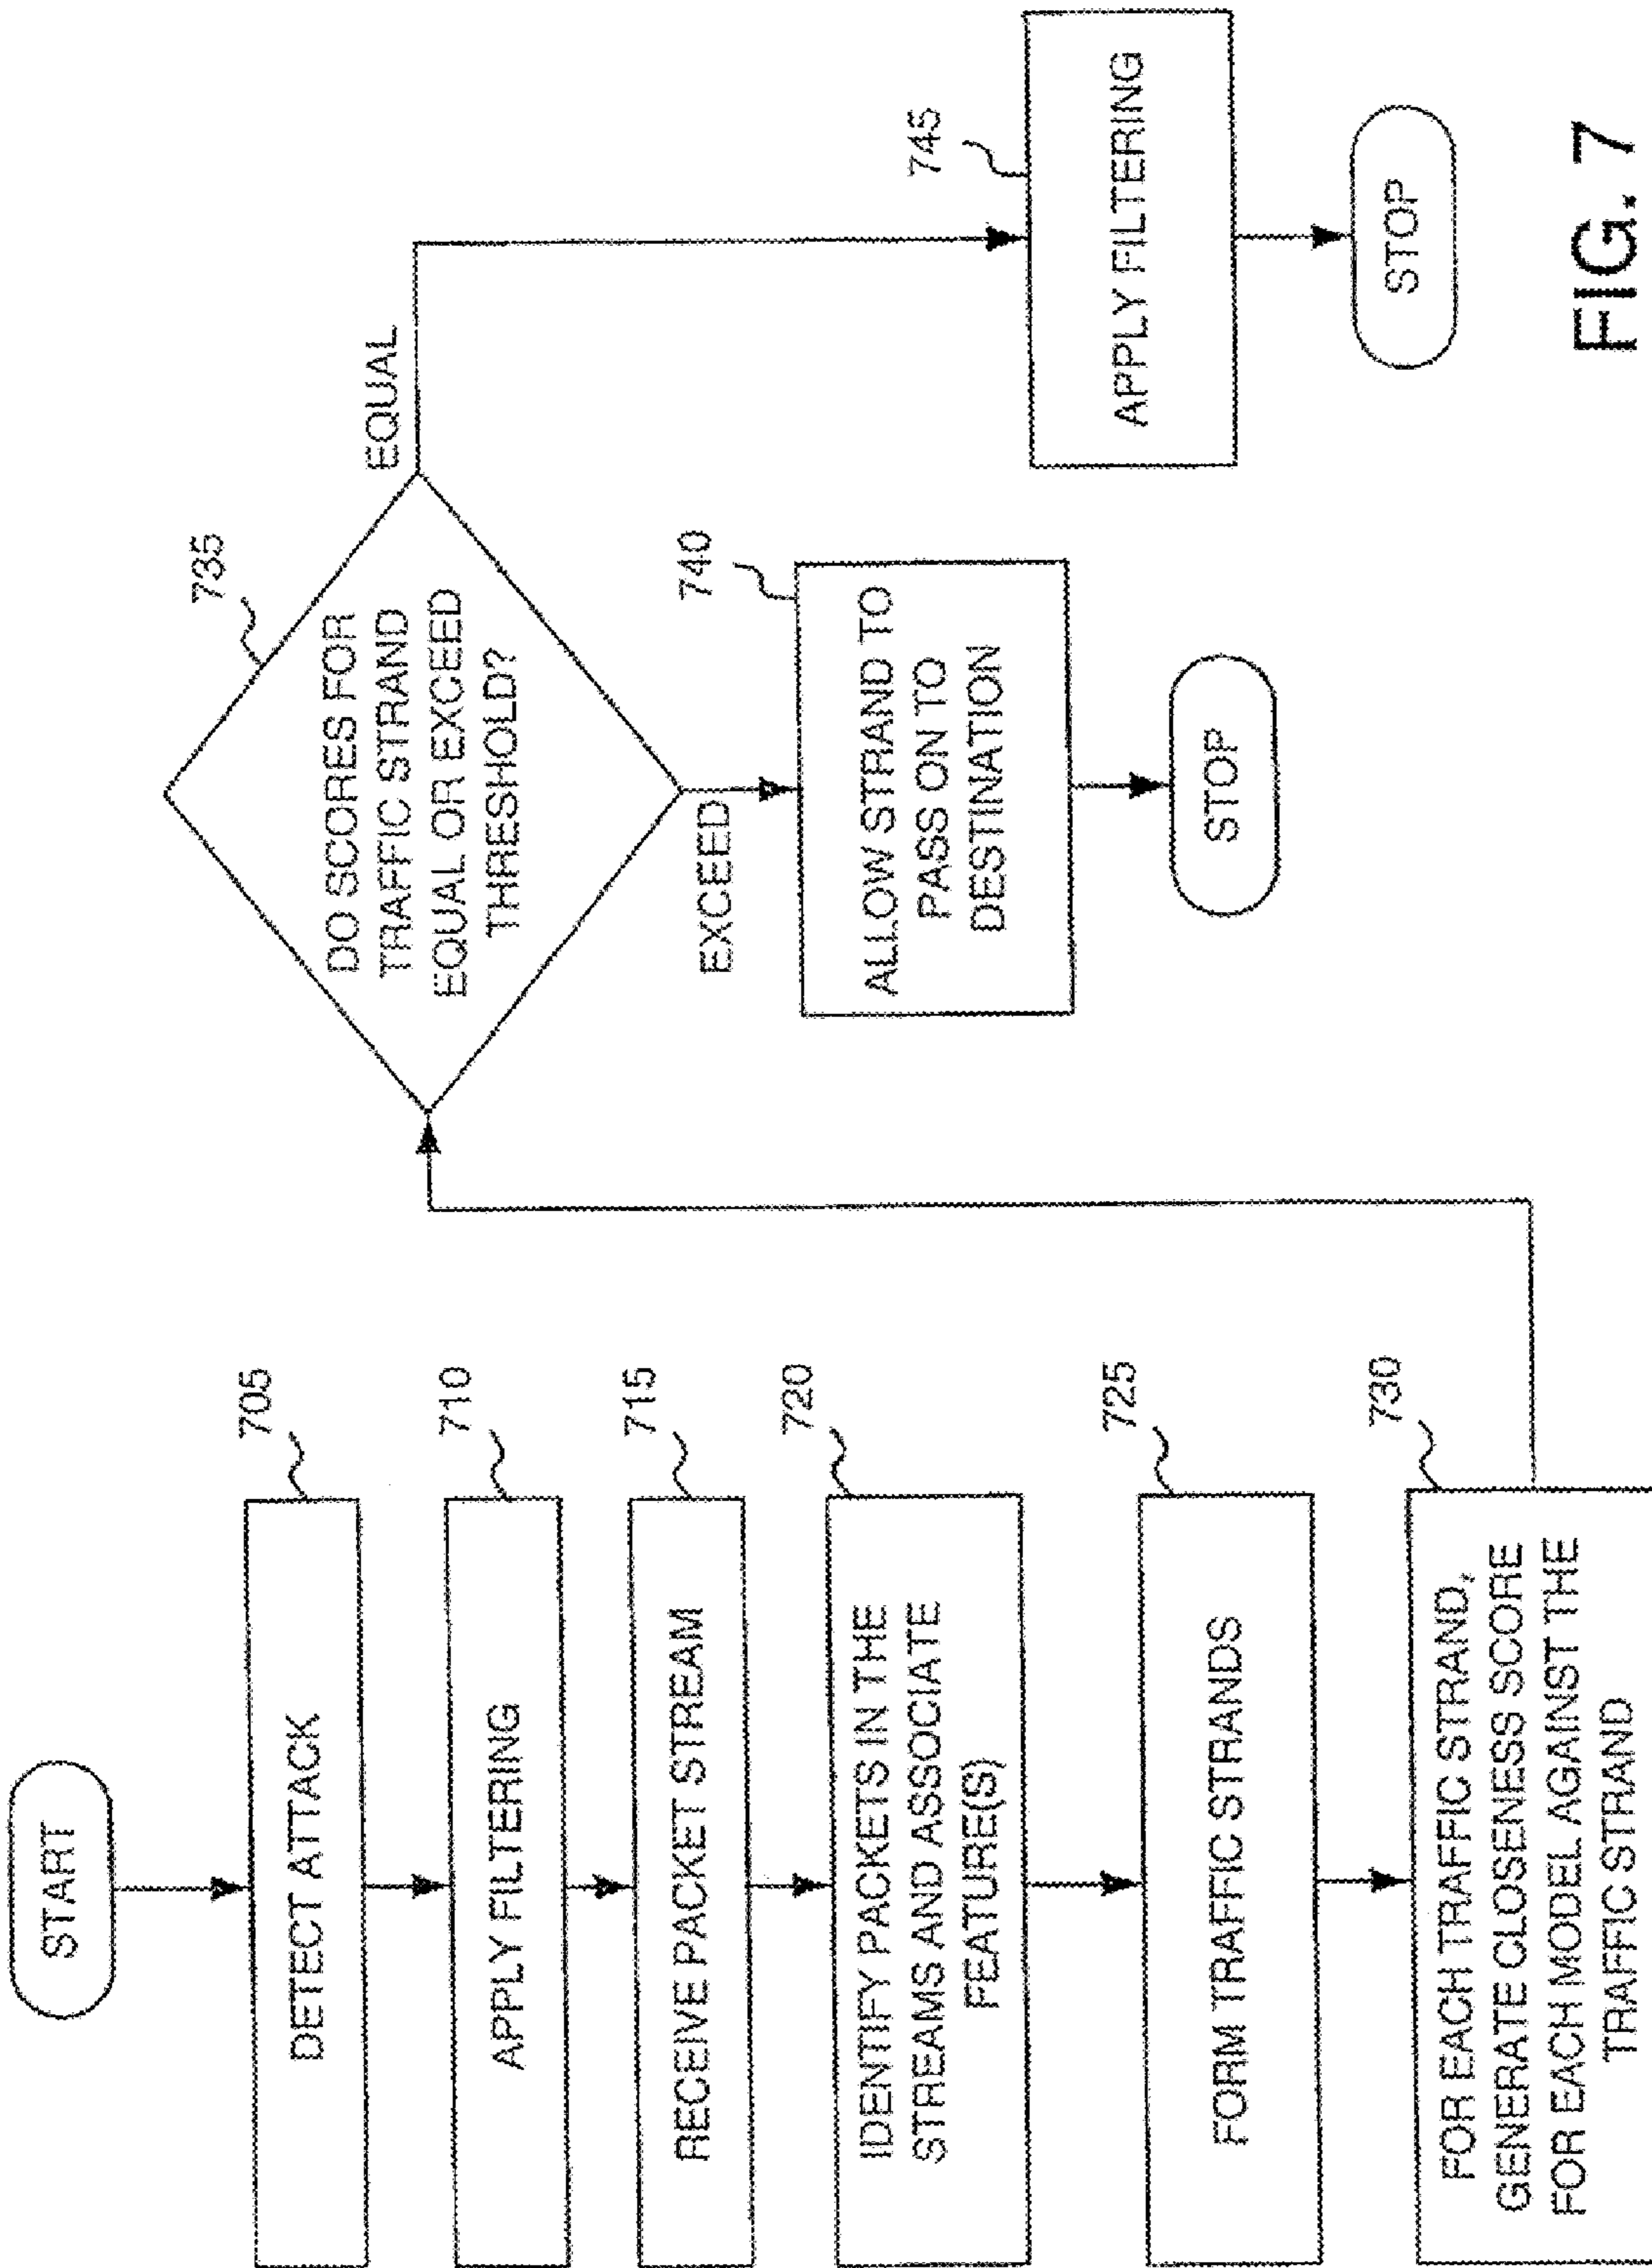 START
705
DETECT ATTACK
710
APPLY FILTERING
715
RECEIVE PACKET STREAM
720
IDENTIFY PACKETS IN THE
STREAMS AND ASSOCIATE
FEATURE(S)
725
FORM TRAFFIC STRANDS
730
FOR EACH TRAFFIC STRAND,
GENERATE CLOSENESS SCORE
FOR EACH MODEL AGAINST THE
TRAFFIC STRAND
735
DO SCORES FOR
TRAFFIC STRAND
EQUAL OR EXCEED
THRESHOLD?
EQUAL
EXCEED
740
ALLOW STRAND TO
PASS ON TO
DESTINATION
STOP
745
APPLY FILTERING
STOP
FIG. 7